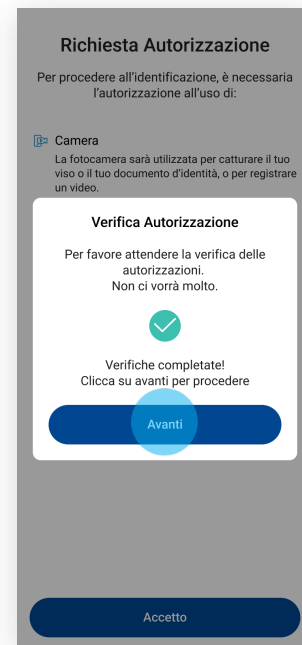 Richiesta Autorizzazione
Per procedere all'identificazione, è necessaria
l'autorizzazione all'uso di:
Camera
La fotocamera sarà utilizzata per catturare il tuo
viso o il tuo documento d'identità, o per registrare
un video.
Verifica Autorizzazione
Per favore attendere la verifica delle
autorizzazioni.
Non ci vorrà molto.
Verifiche completate!
Clicca su avanti per procedere
Avanti
Accetto